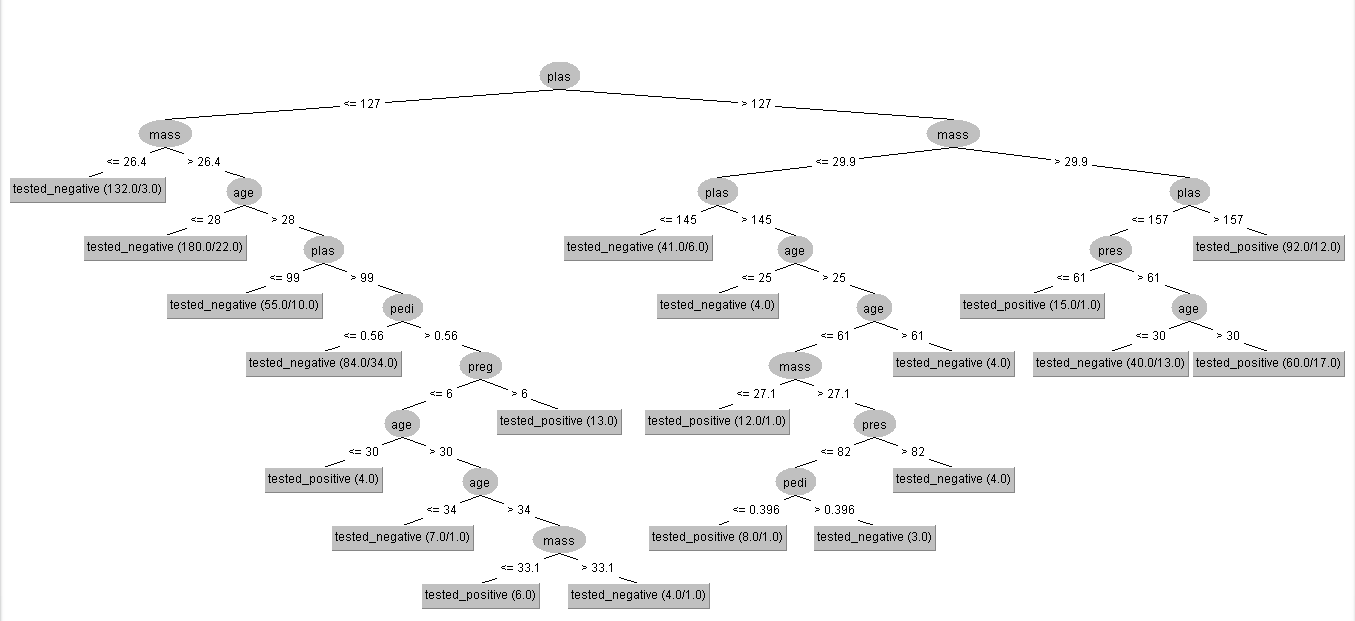 plas
<= 127
> 127
mass
mass
<= 26.4
> 26.4
<= 29.9
> 29.9
tested_negative (132.0/3.0)
age
plas
plas
<= 28
> 28
<= 145
> 145
<= 157
> 157
tested_negative (180.0/22.0)
plas
tested_negative (41.0/6.0)
age
pres
tested_positive (92.0/12.0)
<= 99
> 99
<= 25
> 25
<= 61
> 61
tested_negative (55.0/10.0)
pedi
tested_negative (4.0)
age
tested_positive (15.0/1.0)
age
<= 0.56
> 0.56
<= 61
> 61
<= 30
> 30
tested_negative (84.0/34.0)
preg
mass
tested_negative (4.0)
tested_negative (40.0/13.0)
tested_positive (60.0/17.0)
<= 6
> 6
<= 27.1
> 27.1
age
tested_positive (13.0)
tested_positive (12.0/1.0)
pres
<= 30
> 30
<= 82
> 82
tested_positive (4.0)
age
pedi
tested_negative (4.0)
<= 34
> 34
<= 0.396
> 0.396
tested_negative (7.0/1.0)
mass
tested_positive (8.0/1.0)
tested_negative (3.0)
<= 33.1
> 33.1
tested_positive (6.0)
tested_negative (4.0/1.0)